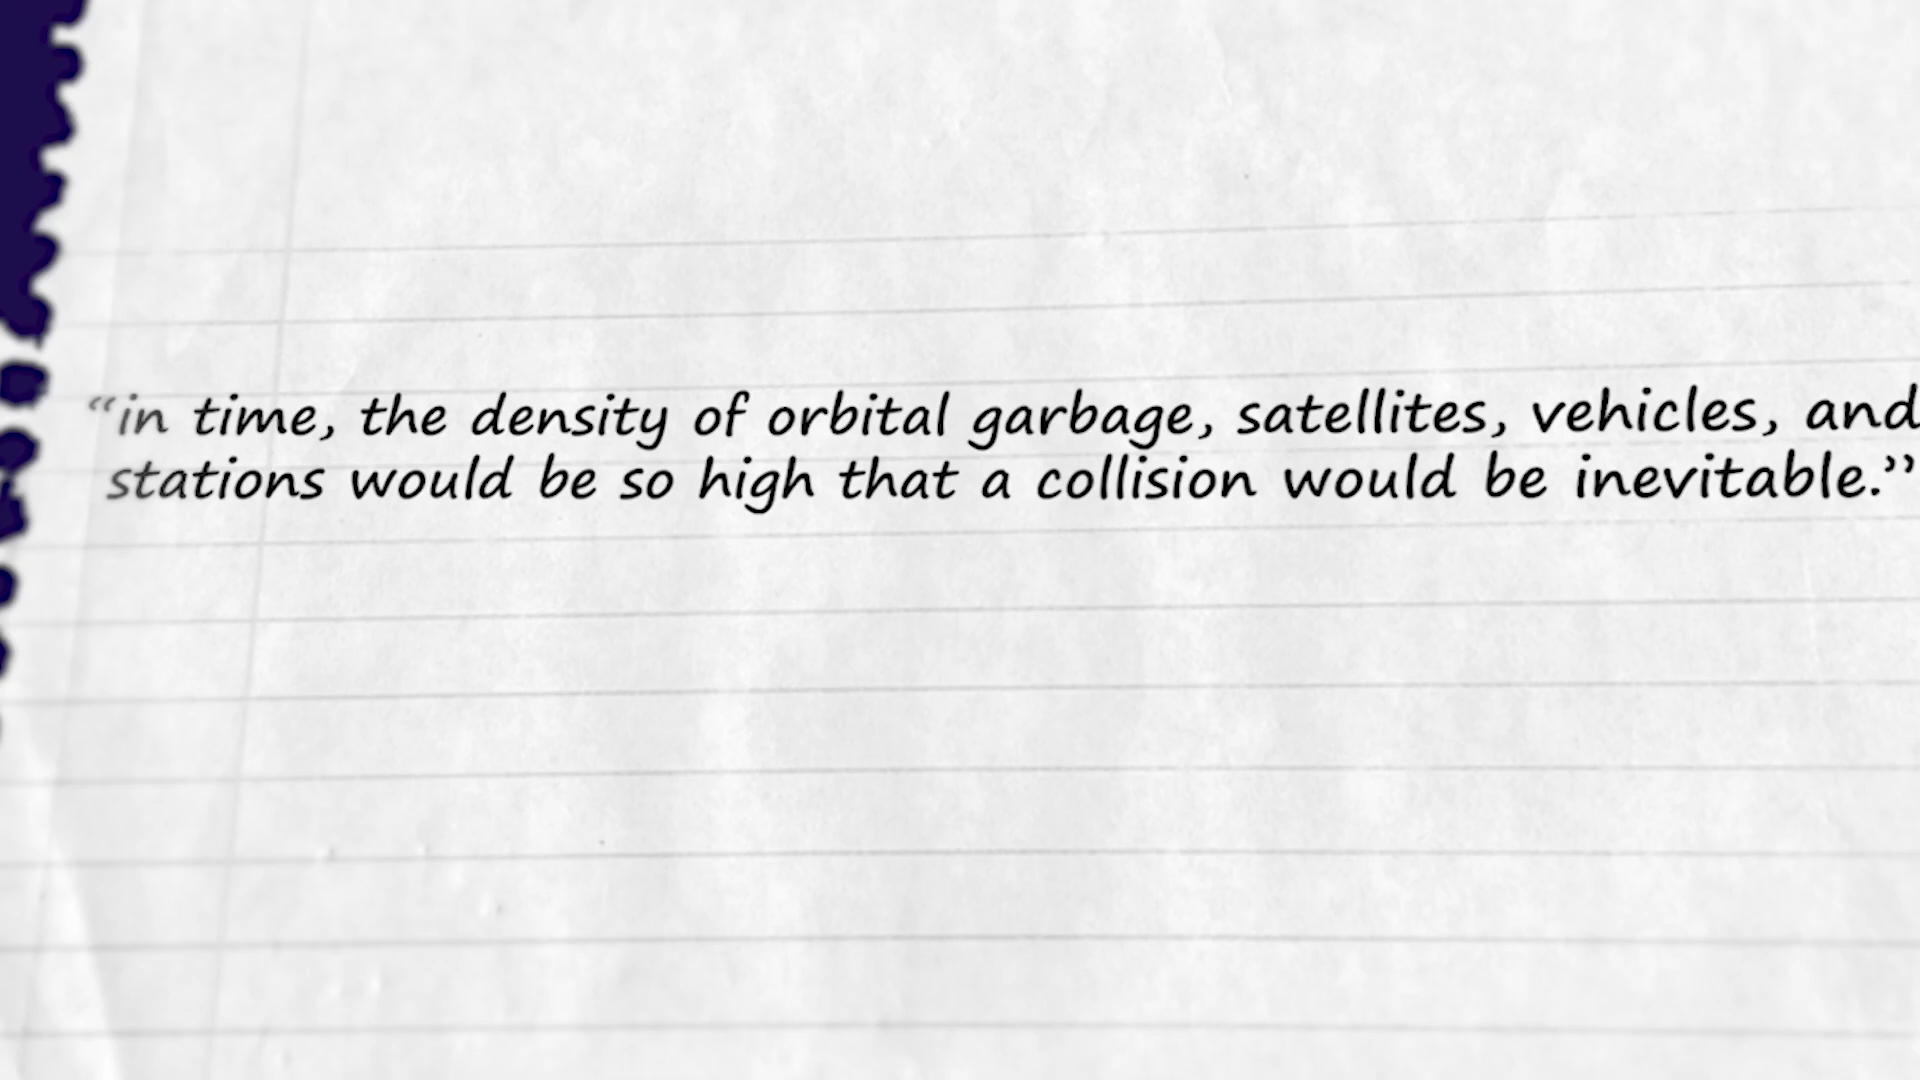 “in time, the density of orbital garbage, satellites, vehicles, and
stations would be so high that a collision would be inevitable.”